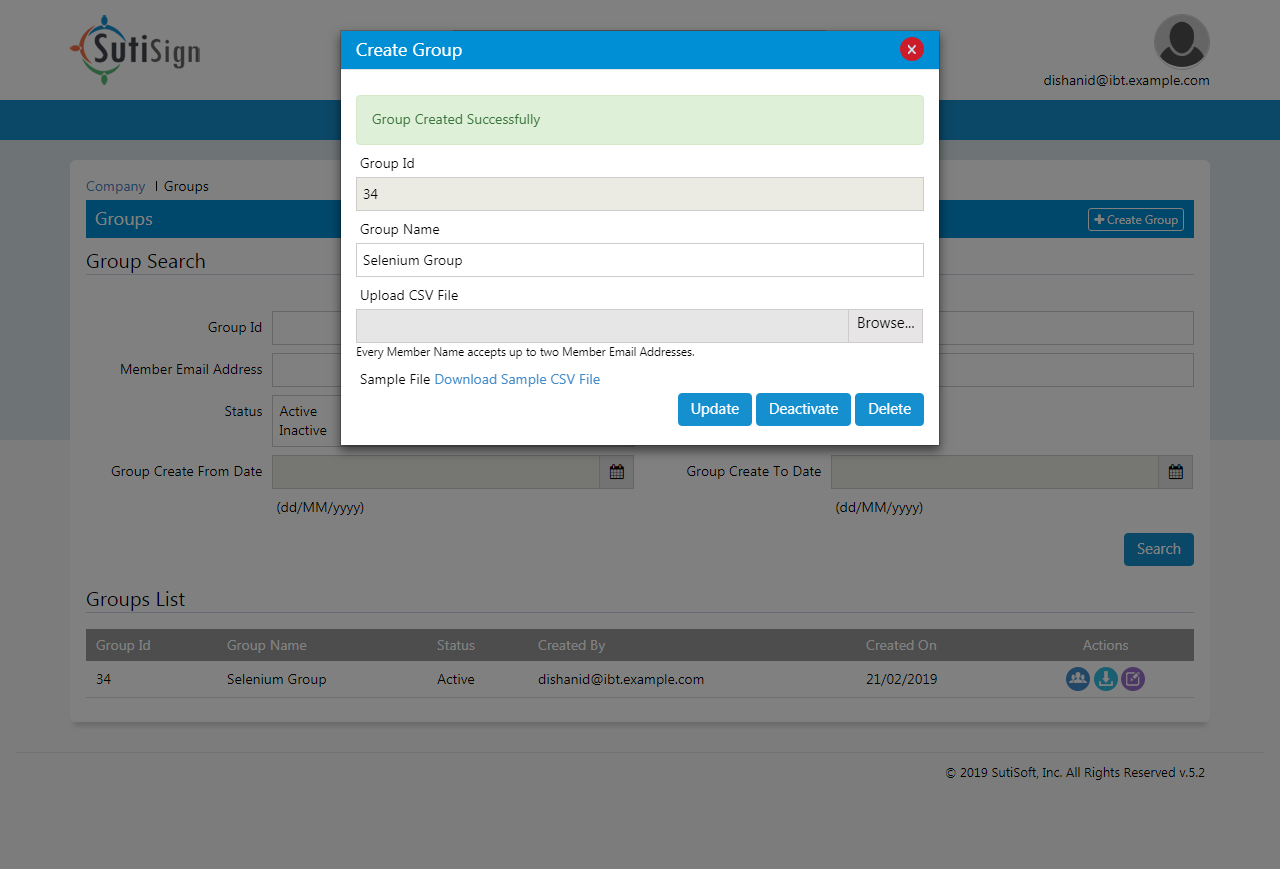 SutiSign
dishanid@ibt.example.com
Create Group
Group Created Successfully
Group Id
34
Group Name
Selenium Group
Upload CSV File
Browse...
Every Member Name accepts up to two Member Email Addresses.
Sample File Download Sample CSV File
Update Deactivate Delete
Company | Groups
Groups
Create Group
Group Search
Group Id
Member Email Address
Status
Active
Inactive
Group Create From Date
Group Create To Date
(dd/MM/yyyy)
(dd/MM/yyyy)
Search
Groups List
Group Id Group Name Status Created By Created On Actions
34 Selenium Group Active dishanid@ibt.example.com 21/02/2019
© 2019 SutiSoft, Inc. All Rights Reserved v.5.2